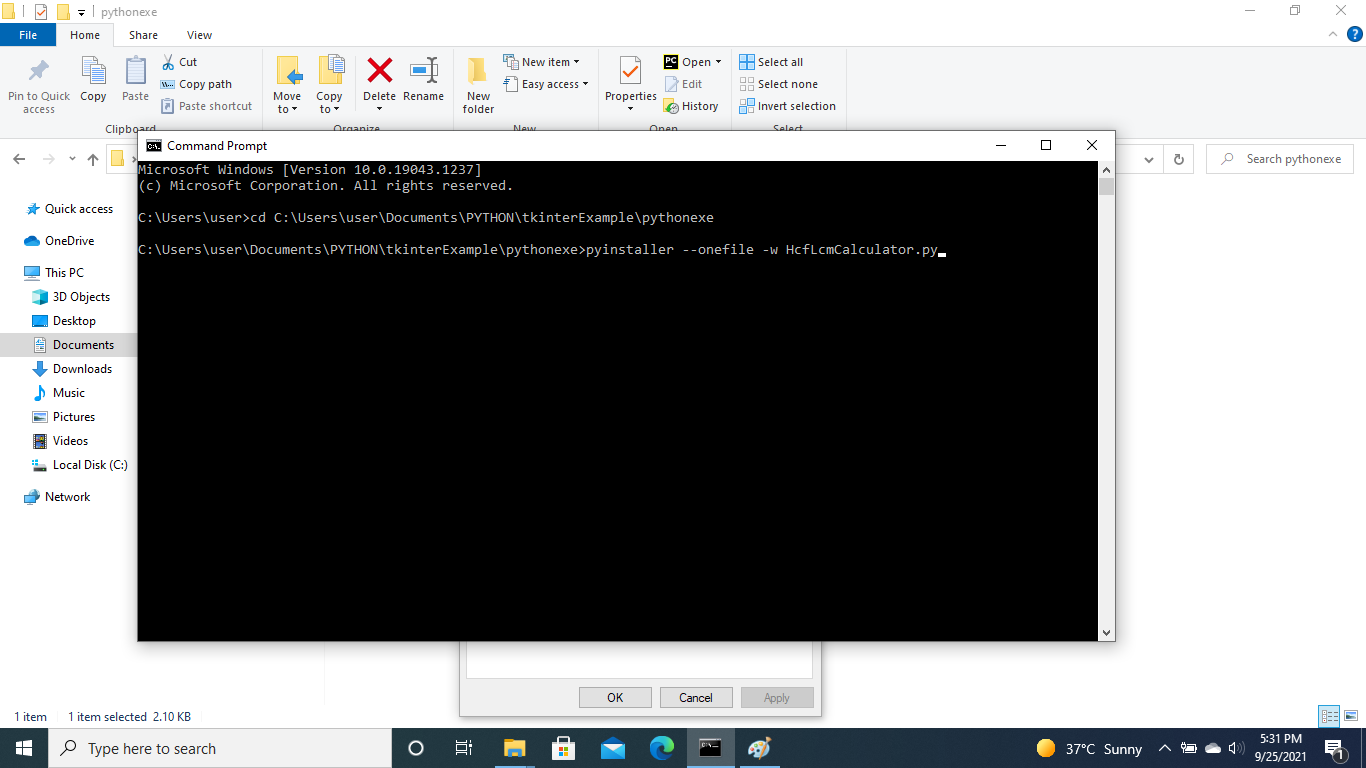 pythonexe
File Home Share View
Pin to Quick access
Copy
Paste
Cut
Copy path
Paste shortcut
Clipboard
Move to
Copy to
Delete
Rename
Organize
New folder
New item
Easy access
New
Properties
Open
Edit
History
Open
Select all
Select none
Invert selection
Select
Search pythonexe
Quick access
OneDrive
This PC
3D Objects
Desktop
Documents
Downloads
Music
Pictures
Videos
Local Disk (C:)
Network
Command Prompt
Microsoft Windows [Version 10.0.19043.1237]
(c) Microsoft Corporation. All rights reserved.
C:\Users\user>cd C:\Users\user\Documents\PYTHON\tkinterExample\pythonexe
C:\Users\user\Documents\PYTHON\tkinterExample\pythonexe>pyinstaller --onefile -w HcfLcmCalculator.py
OK Cancel Apply
1 item 1 item selected 2.10 KB
Type here to search
37°C Sunny
5:31 PM
9/25/2021
1